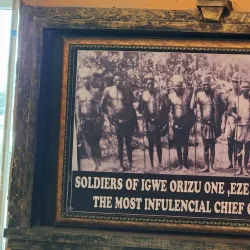 SOLDIERS OF IGWE ORIZU ONE ,EZE
THE MOST INFULENCIAL CHIEF